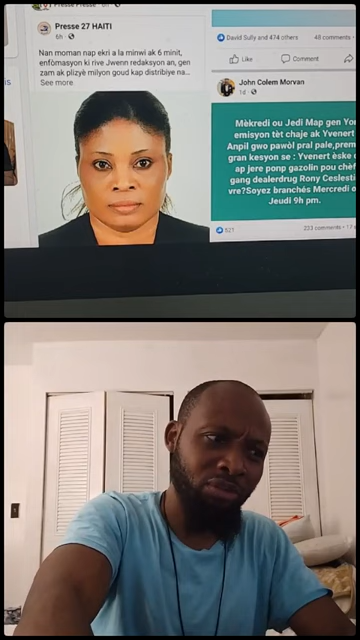 Presse 27 HAITI
6h ·
Nan moman nap ekri a la minwi ak 6 minit,
enfòmasyon ki rive Jwenn redaksyon an, gen
zam ak plizyè milyon goud kap distribiye na...
See more
David Sully and 474 others
48 comments
Like
Comment
John Colem Morvan
1d ·
Mèkredi ou Jedi Map gen
emisyon tèt chaje ak Yvenert
Anpil gwo pawòl pral pale,
gran kesyon se : Yvenert èske
ap jere ponp gazolin pou
gang dealerdrug Rony
vre?Soyez branchés Mercredi
Jeudi 9h pm.
521
223 comments